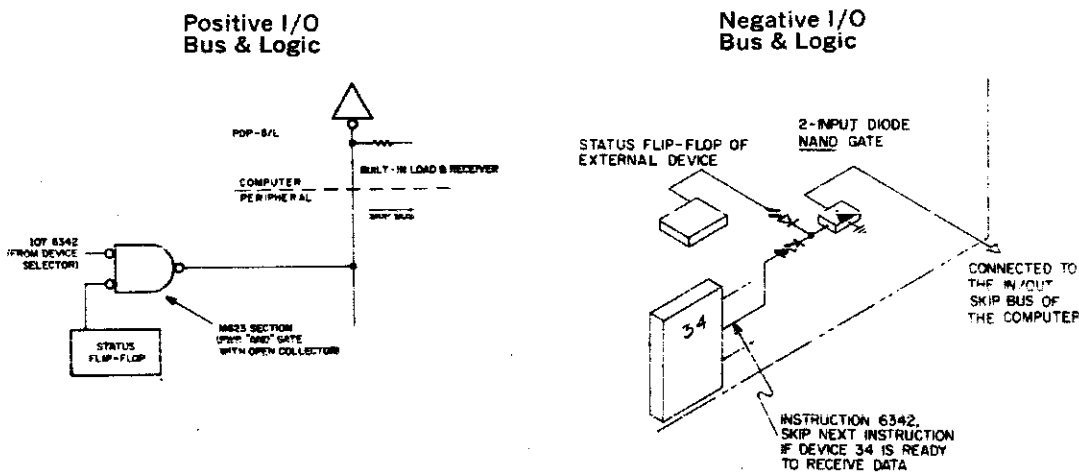 Positive I/O
Bus & Logic
PDP-8/L
BUILT-IN LOAD & RECEIVER
COMPUTER
PERIPHERAL
SKIP BUS
IOT 6342
(FROM DEVICE
SELECTOR)
STATUS
FLIP-FLOP
M623 SECTION
"AND" GATE
WITH OPEN COLLECTOR
Negative I/O
Bus & Logic
STATUS FLIP-FLOP OF
EXTERNAL DEVICE
2-INPUT DIODE
NAND GATE
34
CONNECTED TO
THE IN/OUT
SKIP BUS OF
THE COMPUTER
INSTRUCTION 6342,
SKIP NEXT INSTRUCTION
IF DEVICE 34 IS READY
TO RECEIVE DATA